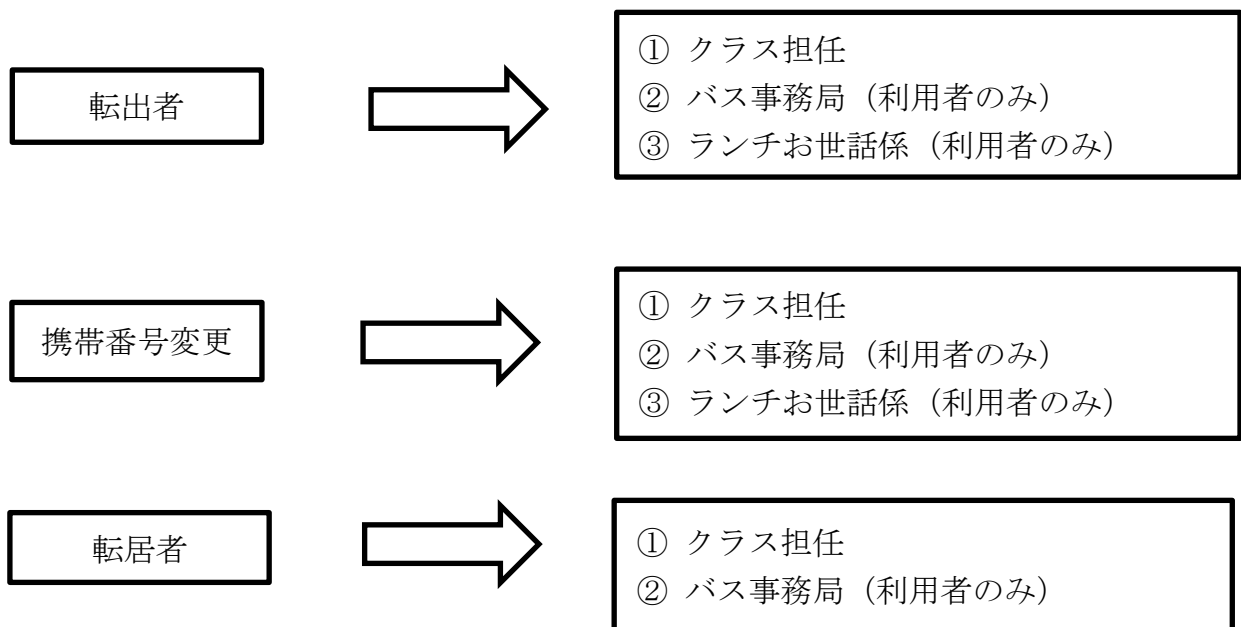 転出者
① クラス担任
② バス事務局（利用者のみ）
③ ランチお世話係（利用者のみ）
携帯番号変更
① クラス担任
② バス事務局（利用者のみ）
③ ランチお世話係（利用者のみ）
転居者
① クラス担任
② バス事務局（利用者のみ）